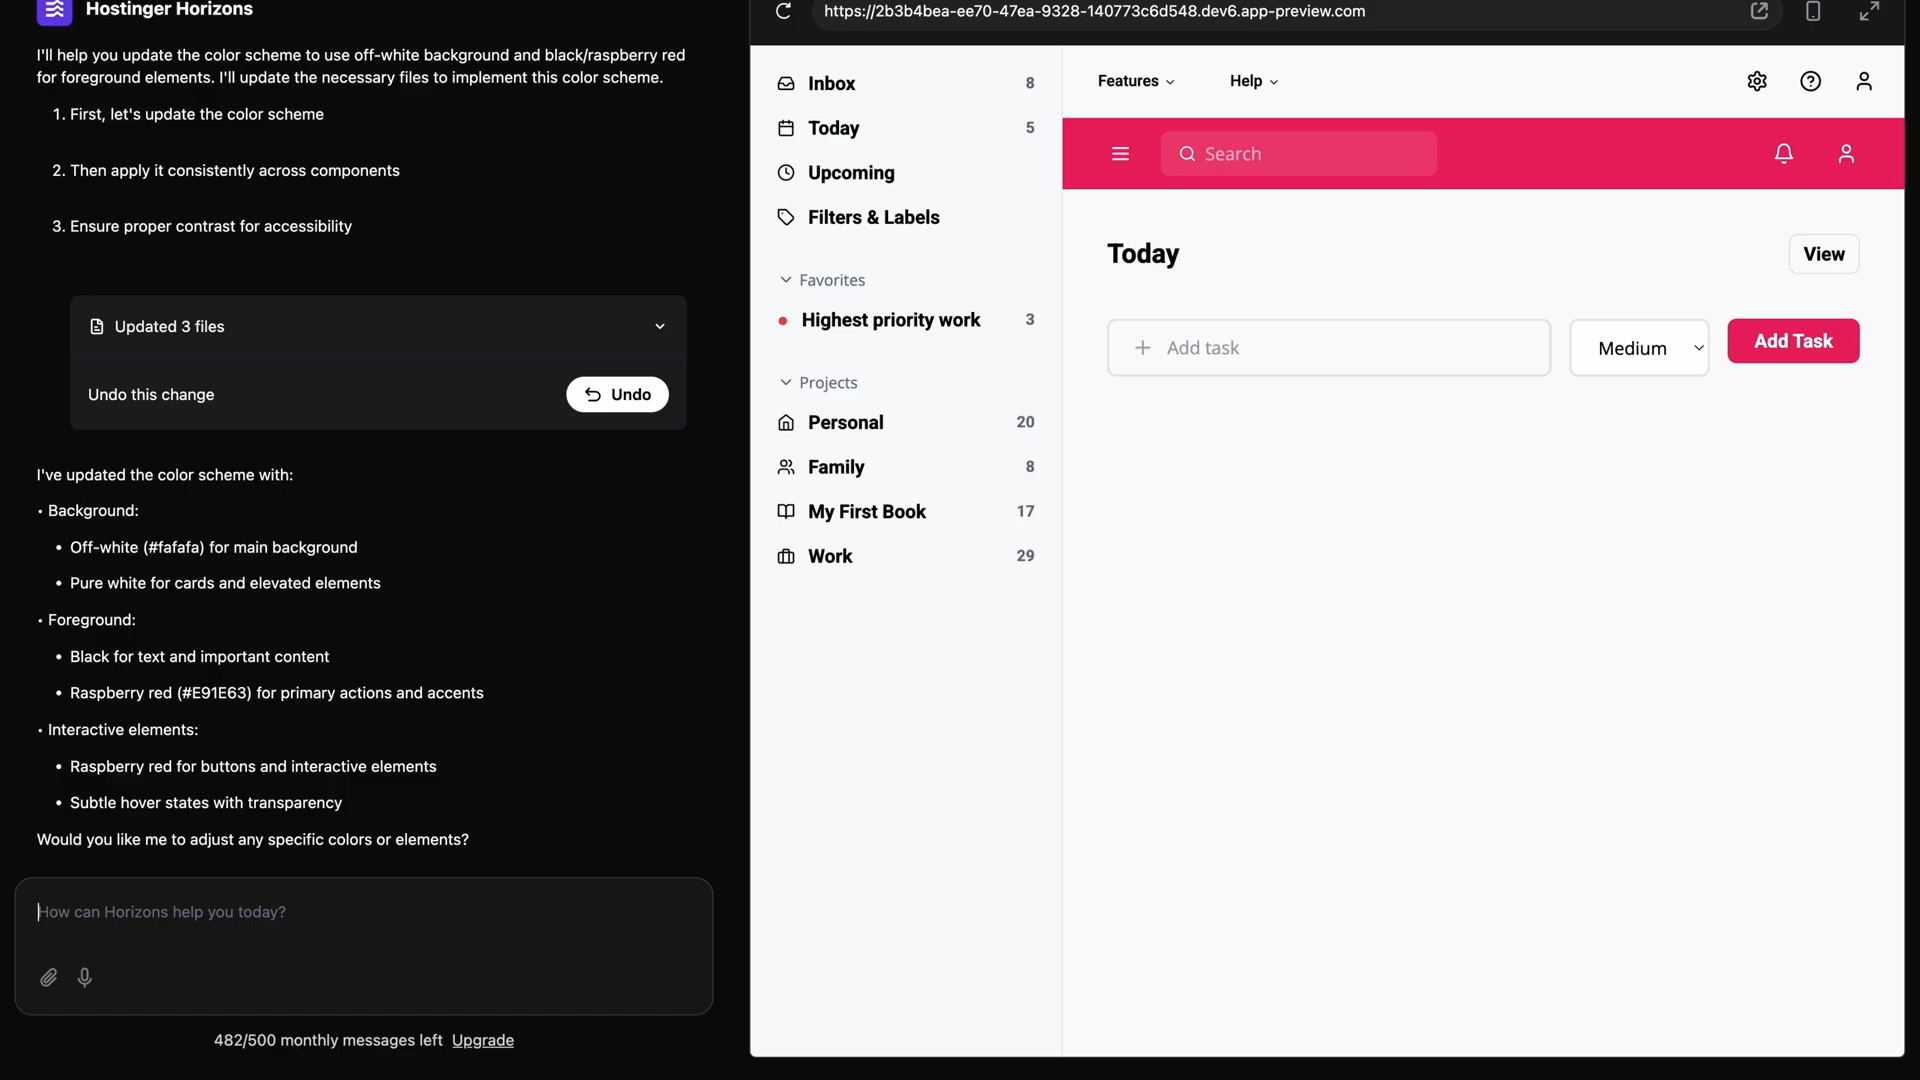 Hostinger Horizons
I'll help you update the color scheme to use off-white background and black/raspberry red
for foreground elements. I'll update the necessary files to implement this color scheme.
1. First, let's update the color scheme
2. Then apply it consistently across components
3. Ensure proper contrast for accessibility
Updated 3 files
Undo this change
Undo
I've updated the color scheme with:
• Background:
• Off-white (#fafafa) for main background
• Pure white for cards and elevated elements
• Foreground:
• Black for text and important content
• Raspberry red (#E91E63) for primary actions and accents
• Interactive elements:
• Raspberry red for buttons and interactive elements
• Subtle hover states with transparency
Would you like me to adjust any specific colors or elements?
How can Horizons help you today?
482/500 monthly messages left Upgrade
https://2b3b4bea-ee70-47ea-9328-140773c6d548.dev6.app-preview.com
Inbox 8
Today 5
Upcoming
Filters & Labels
Favorites
Highest priority work 3
Projects
Personal 20
Family 8
My First Book 17
Work 29
Features Help
Search
Today View
Add task Medium Add Task